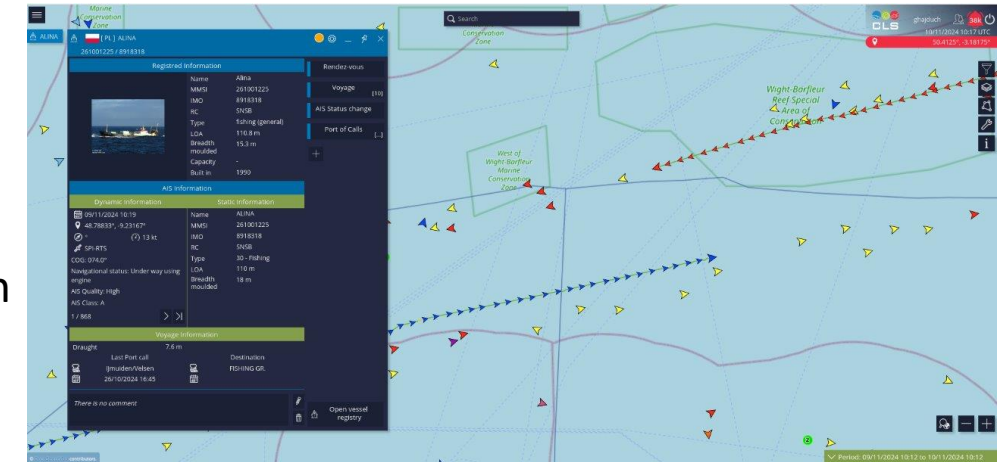 Marine
Conservation
Zone
ALINA
[ PL ] ALINA
261001225 / 8918318
Registred Information
Name Alina
MMSI 261001225
IMO 8918318
RC SNSB
Type fishing (general)
LOA 110.8 m
Breadth moulded 15.3 m
Capacity -
Built in 1990
AIS Information
Dynamic Information
09/11/2024 10:19
48.78833°, -9.23167°
° 13 kt
SPI-RTS
COG: 074.0°
Navigational status: Under way using
engine
AIS Quality: High
AIS Class: A
1 / 868
Static Information
Name ALINA
MMSI 261001225
IMO 8918318
RC SNSB
Type 30 - Fishing
LOA 110 m
Breadth moulded 18 m
Voyage Information
Draught 7.6 m
Last Port call
Ijmuiden/Velsen
26/10/2024 16:45
Destination
FISHING GR.
There is no comment
Rendez-vous
Voyage
[10]
AIS Status change
Port of Calls
[...]
+
Open vessel
registry
Search
Conservation
Zone
West of
Wight-Barfleur
Marine
Conservation
Zone
Wight-Barfleur
Reef Special
Area of
Conservation
CLS
ghajduch
36k
10/11/2024 10:17 UTC
50.4125°, -3.18175°
Z
Period: 09/11/2024 10:12 to 10/11/2024 10:12
contributors